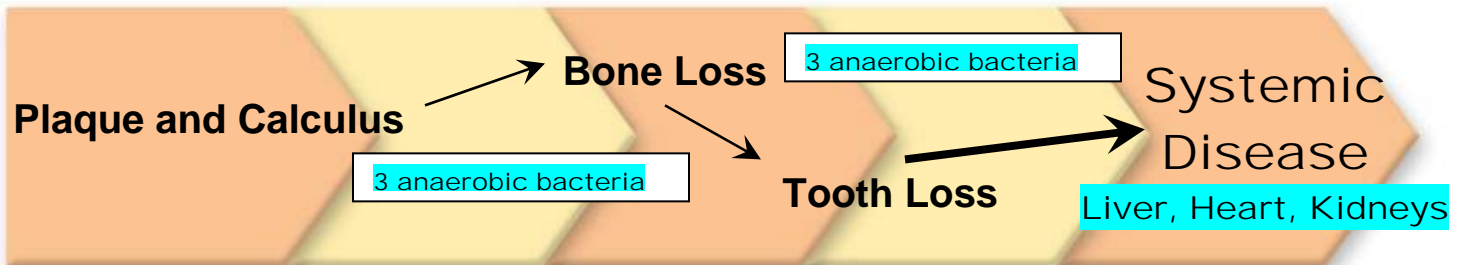 Plaque and Calculus
3 anaerobic bacteria
Bone Loss
3 anaerobic bacteria
Tooth Loss
Systemic
Disease
Liver, Heart, Kidneys